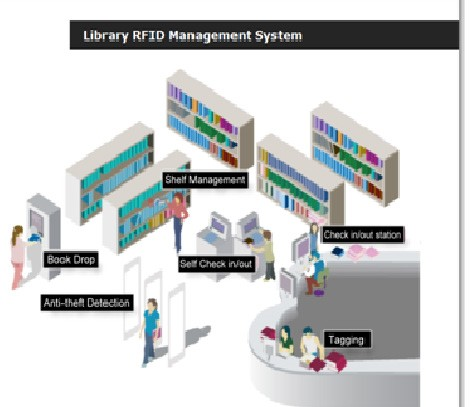 Library RFID Management System
Shelf Management
Check in/out station
Book Drop
Self Check in/out
Anti-theft Detection
Tagging